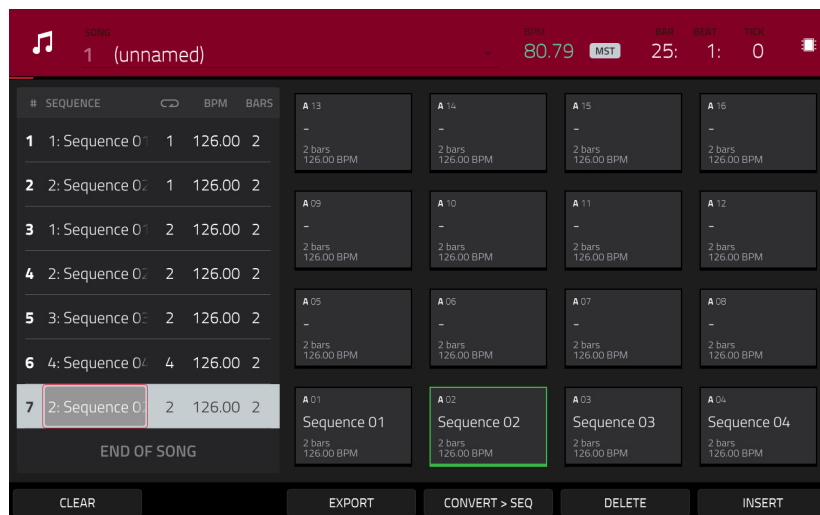 SONG
1 (unnamed)
BPM
80.79 MST
BAR BEAT TICK
25: 1: 0
# SEQUENCE BPM BARS
1 1: Sequence 01 1 126.00 2
2 2: Sequence 02 1 126.00 2
3 1: Sequence 01 2 126.00 2
4 2: Sequence 02 2 126.00 2
5 3: Sequence 03 2 126.00 2
6 4: Sequence 04 4 126.00 2
7 2: Sequence 02 2 126.00 2
END OF SONG
A 13
-
2 bars
126.00 BPM
A 14
-
2 bars
126.00 BPM
A 15
-
2 bars
126.00 BPM
A 16
-
2 bars
126.00 BPM
A 09
-
2 bars
126.00 BPM
A 10
-
2 bars
126.00 BPM
A 11
-
2 bars
126.00 BPM
A 12
-
2 bars
126.00 BPM
A 05
-
2 bars
126.00 BPM
A 06
-
2 bars
126.00 BPM
A 07
-
2 bars
126.00 BPM
A 08
-
2 bars
126.00 BPM
A 01
Sequence 01
2 bars
126.00 BPM
A 02
Sequence 02
2 bars
126.00 BPM
A 03
Sequence 03
2 bars
126.00 BPM
A 04
Sequence 04
2 bars
126.00 BPM
CLEAR
EXPORT
CONVERT > SEQ
DELETE
INSERT